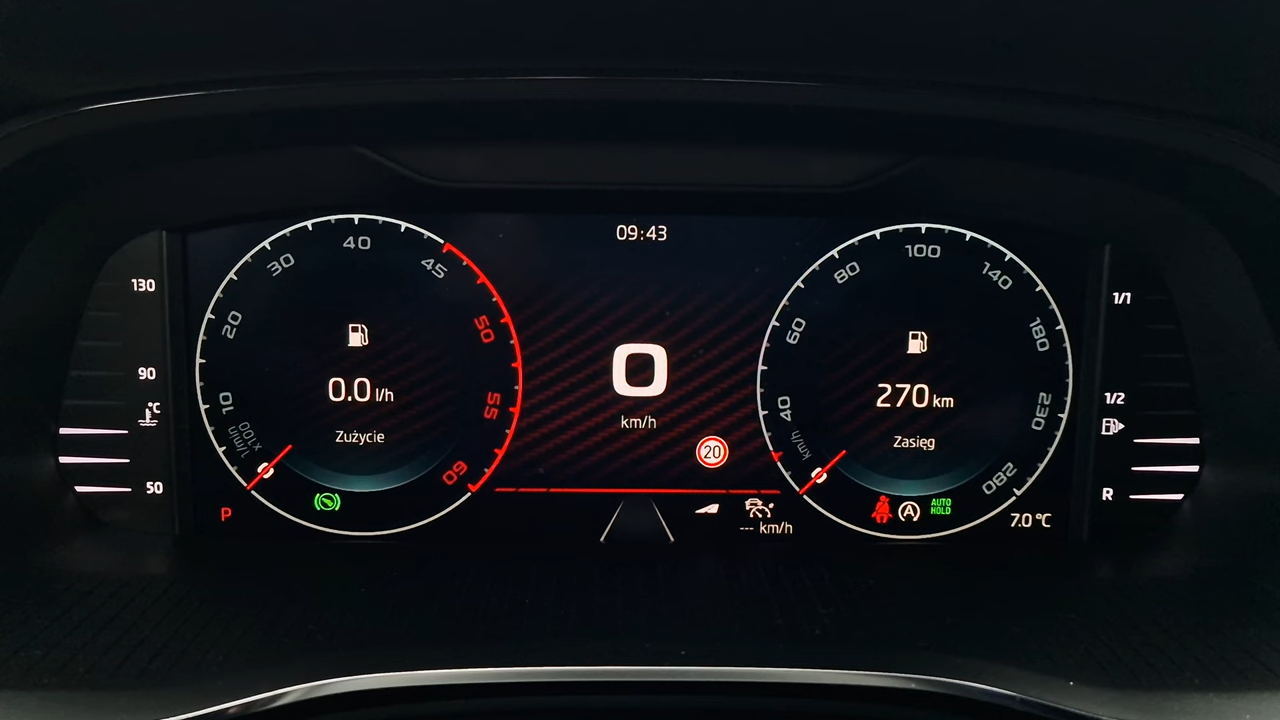 09:43
130
90
°C
50
10
20
30
40
45
50
55
60
1/min
x100
0.0 l/h
Zużycie
P
0
km/h
20
--- km/h
40
60
80
100
140
180
230
280
km/h
270 km
Zasięg
A
AUTO
HOLD
7.0 °C
1/1
1/2
R